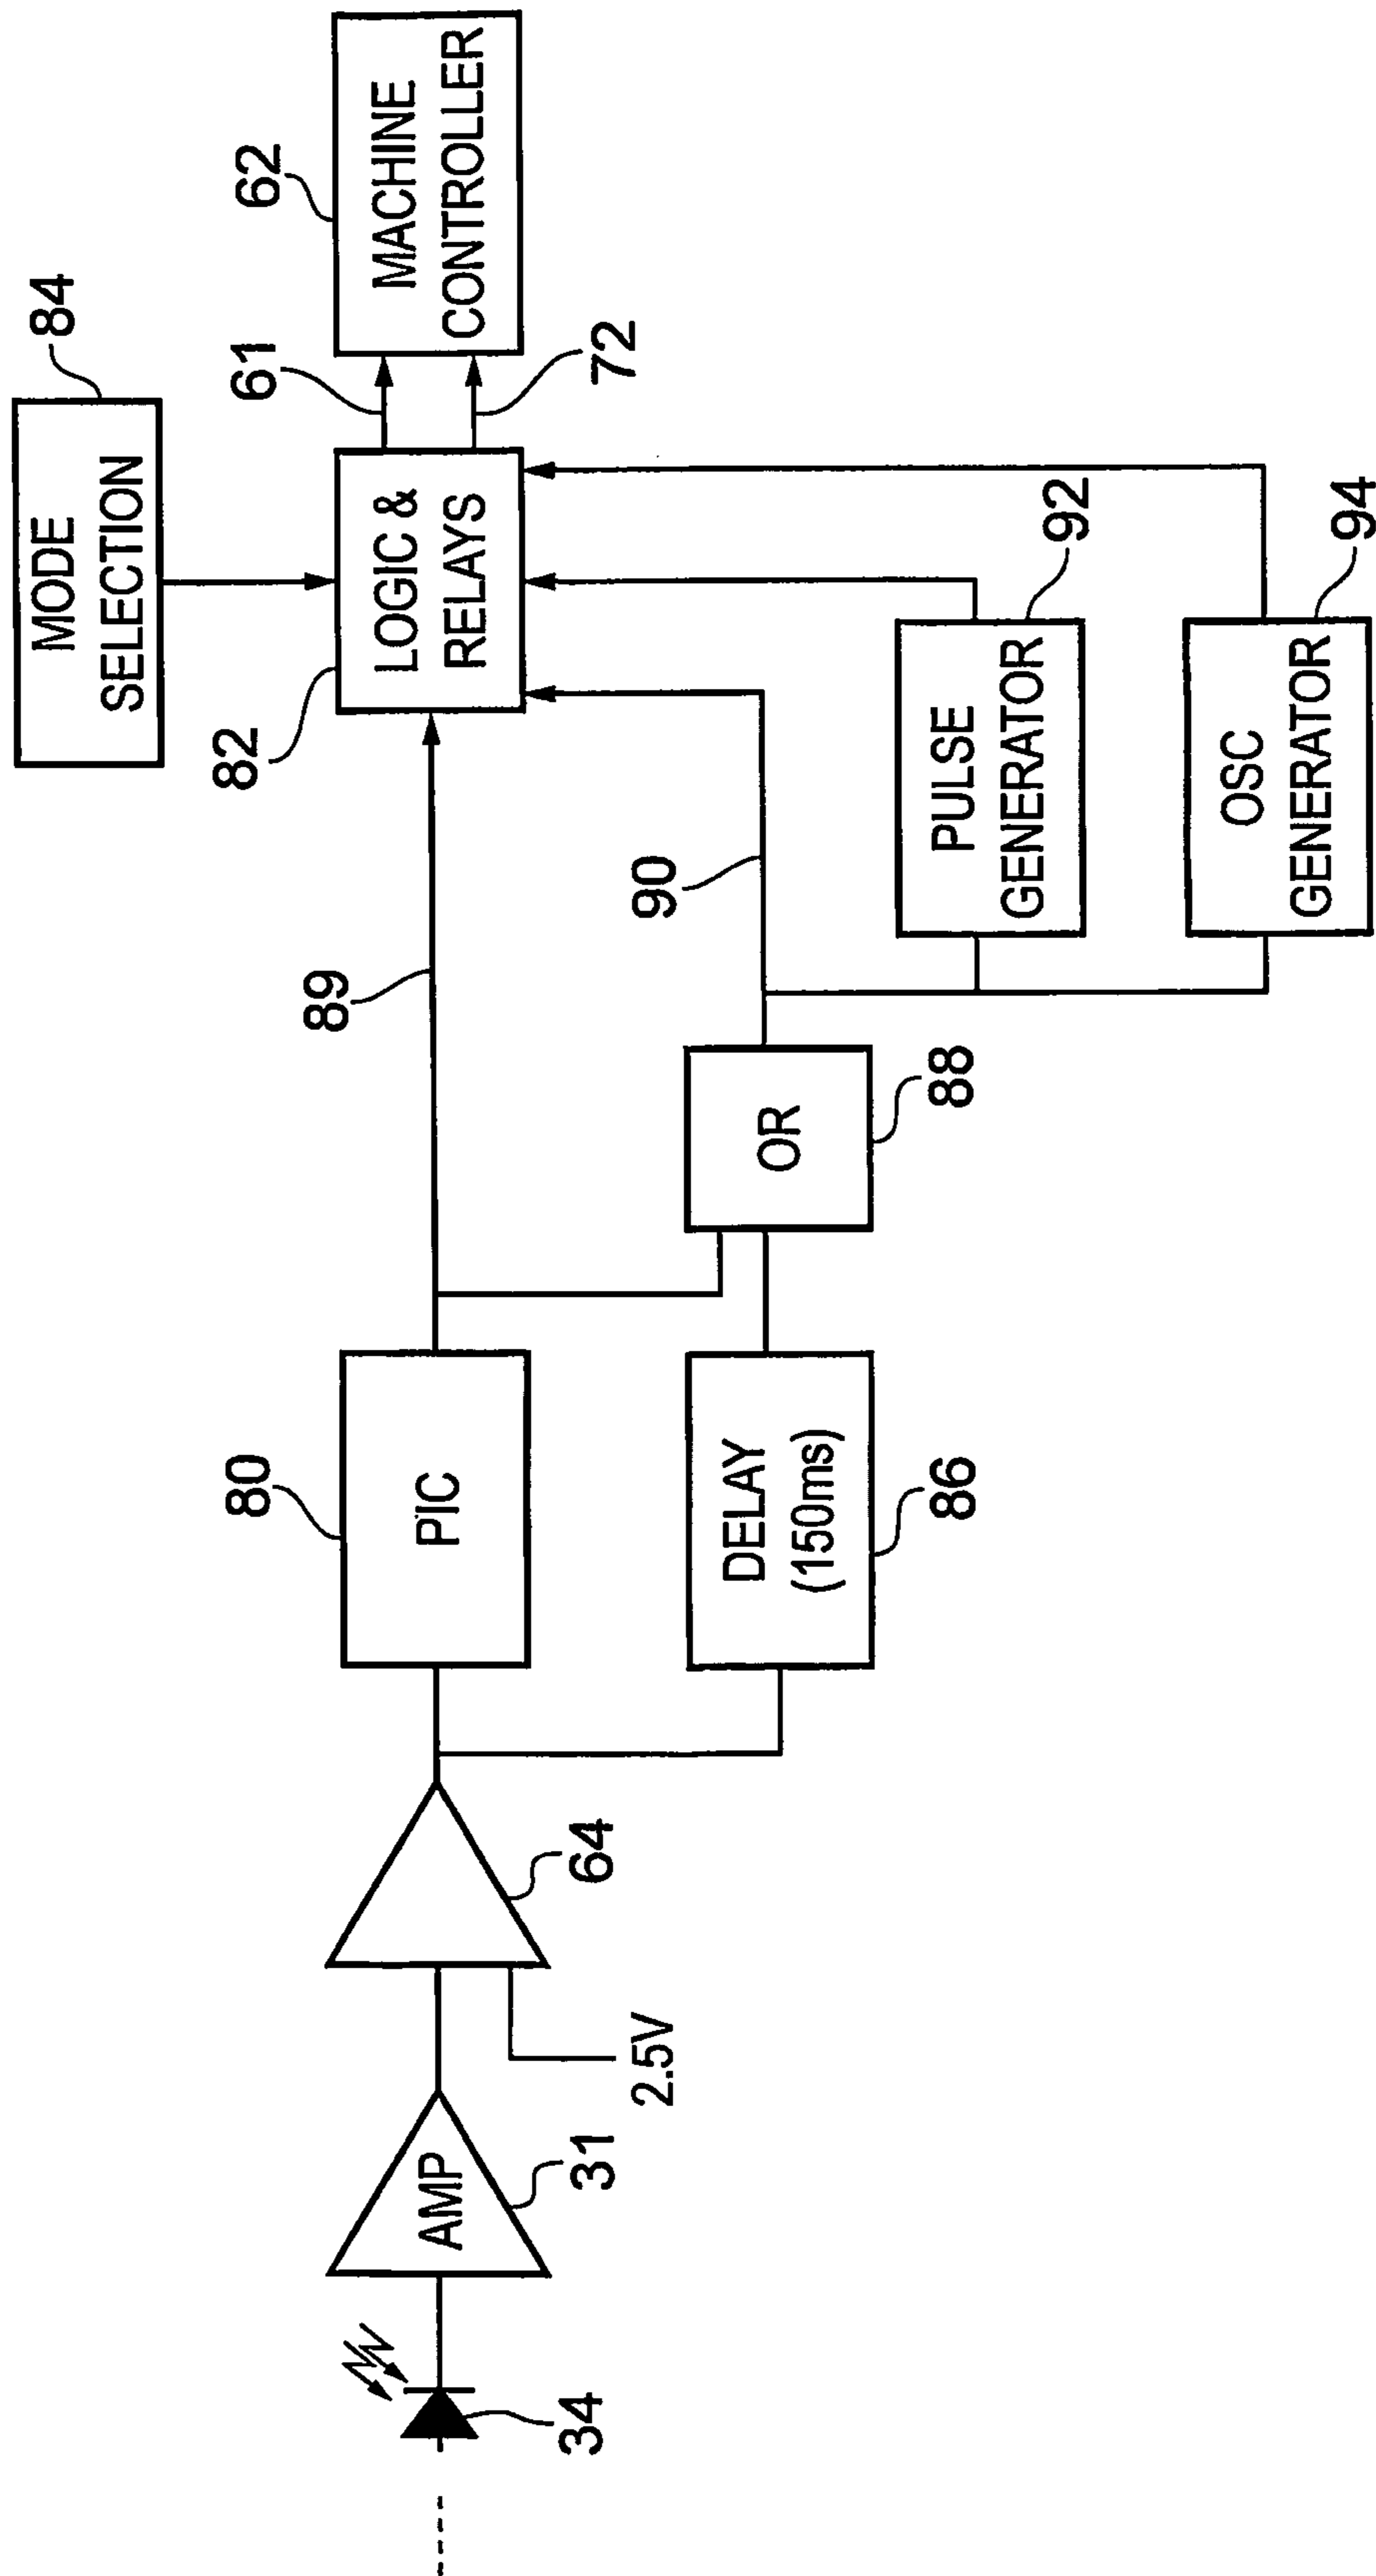 MODE
SELECTION
84
62
MACHINE
CONTROLLER
61
72
82
LOGIC &
RELAYS
89
90
80
PIC
OR
88
DELAY
(150ms)
86
PULSE
GENERATOR
92
OSC
GENERATOR
94
64
2.5V
AMP
31
34